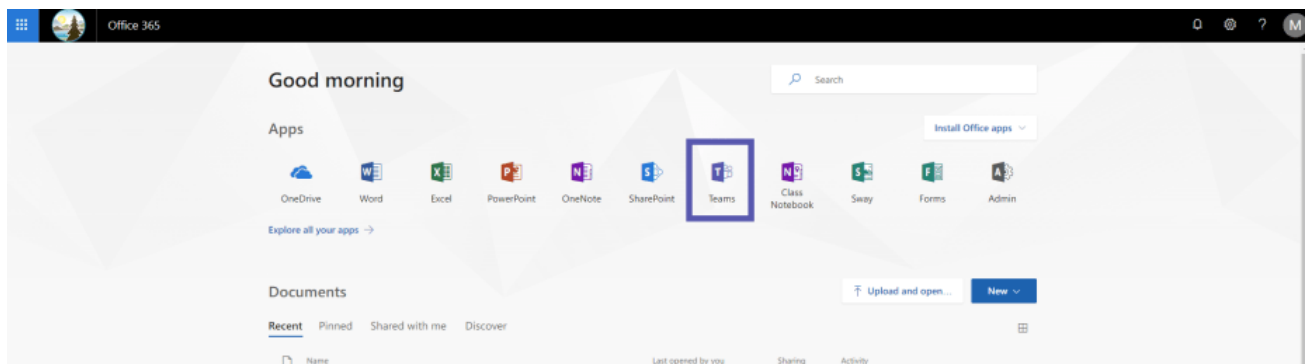 Office 365
?
M
Good morning
Search
Apps
Install Office apps
OneDrive
Word
Excel
PowerPoint
OneNote
SharePoint
Teams
Class
Notebook
Sway
Forms
Admin
Explore all your apps →
Documents
Upload and open...
New
Recent Pinned Shared with me Discover
Name Last opened by you Sharing Activity